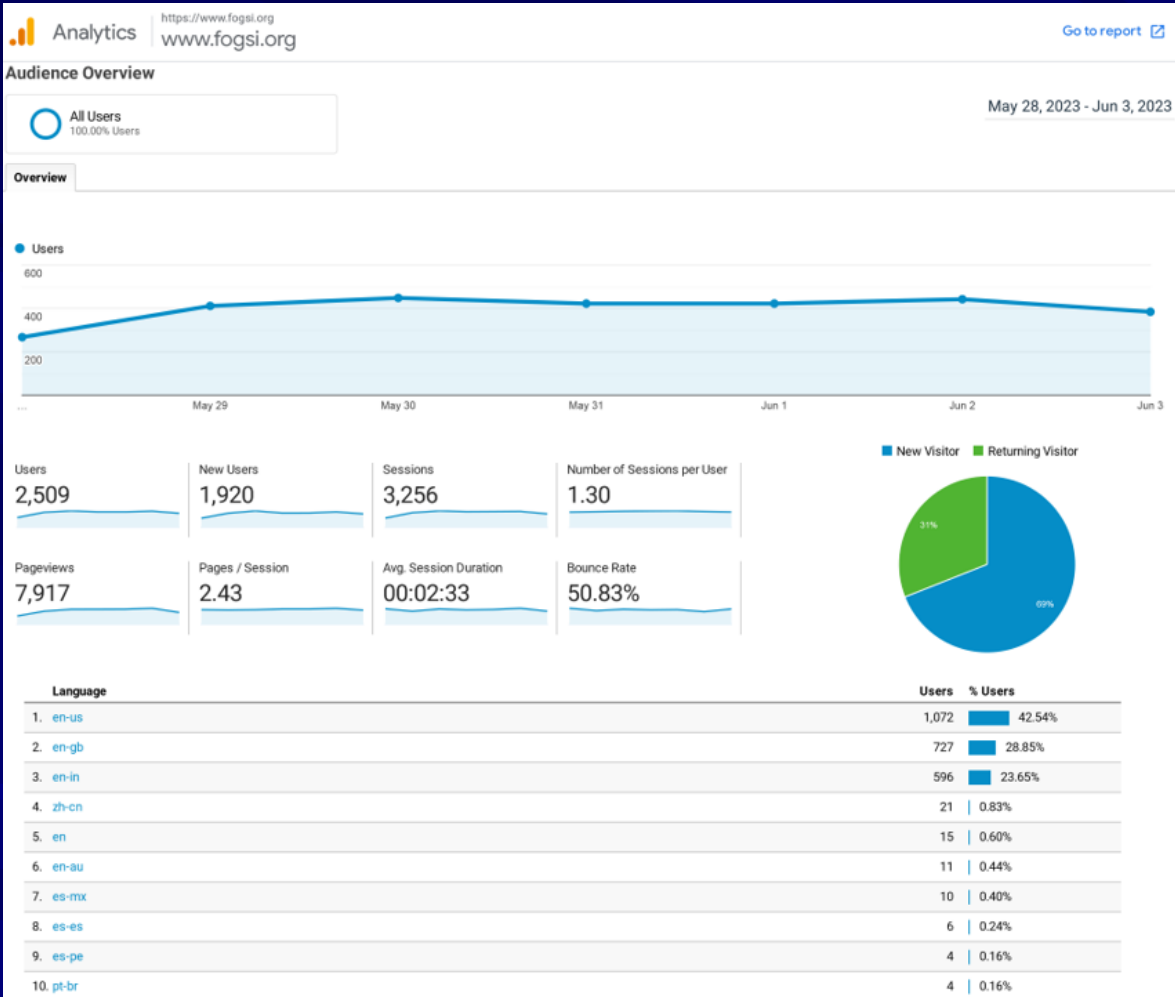 https://www.fogsi.org
Analytics www.fogsi.org
Go to report
Audience Overview
All Users
100.00% Users
May 28, 2023 - Jun 3, 2023
Overview
Users
600
400
200
... May 29 May 30 May 31 Jun 1 Jun 2 Jun 3
New Visitor Returning Visitor
Users New Users Sessions Number of Sessions per User
2,509 1,920 3,256 1.30
31%
Pageviews Pages / Session Avg. Session Duration Bounce Rate
7,917 2.43 00:02:33 50.83%
69%
Language Users % Users
1. en-us 1,072 42.54%
2. en-gb 727 28.85%
3. en-in 596 23.65%
4. zh-cn 21 0.83%
5. en 15 0.60%
6. en-au 11 0.44%
7. es-mx 10 0.40%
8. es-es 6 0.24%
9. es-pe 4 0.16%
10. pt-br 4 0.16%